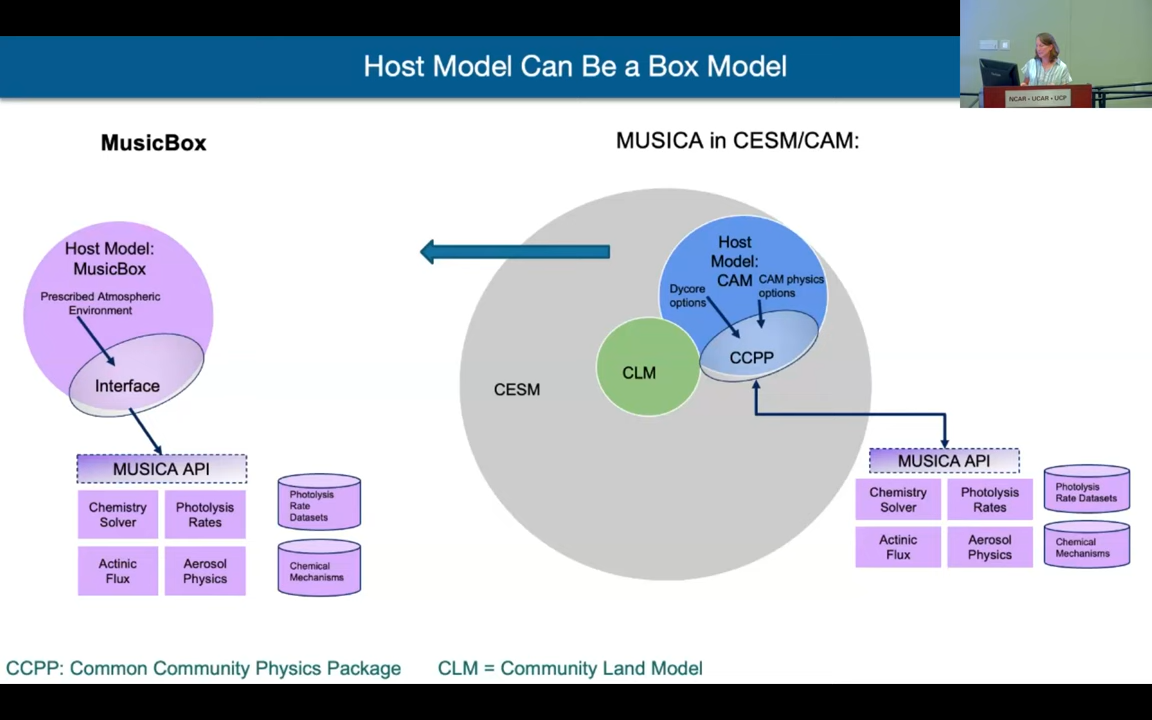 Host Model Can Be a Box Model
NCAR • UCAR • UCP
MusicBox
Host Model:
MusicBox
Prescribed Atmospheric
Environment
Interface
MUSICA API
Chemistry
Solver
Photolysis
Rates
Actinic
Flux
Aerosol
Physics
Photolysis
Rate
Datasets
Chemical
Mechanisms
MUSICA in CESM/CAM:
Host
Model:
CAM
Dycore
options
CAM physics
options
CCPP
CLM
CESM
MUSICA API
Chemistry
Solver
Photolysis
Rates
Actinic
Flux
Aerosol
Physics
Photolysis
Rate Datasets
Chemical
Mechanisms
CCPP: Common Community Physics Package
CLM = Community Land Model